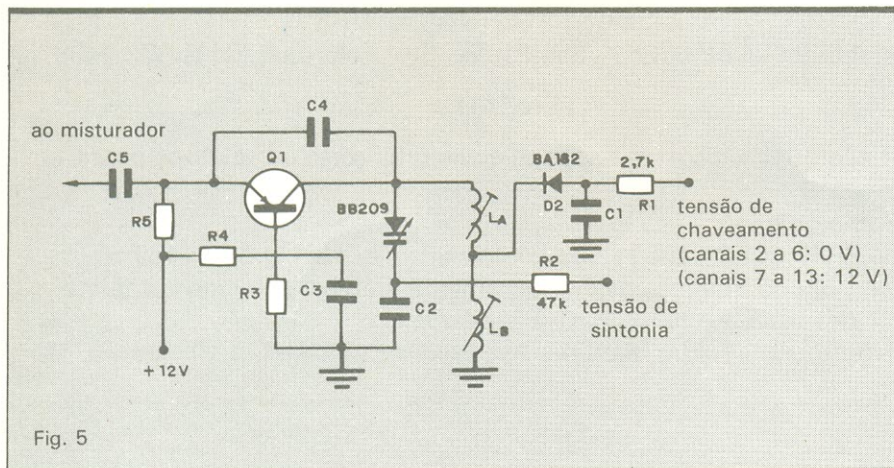 C4
ao misturador
C5
Q1
BA182
2,7k
D2
R1
C1
BB209
LA
R5
R4
R3
C3
C2
R2
47k
LB
tensão de
chaveamento
(canais 2 a 6: 0 V)
(canais 7 a 13: 12 V)
tensão de
sintonia
+12V
Fig. 5